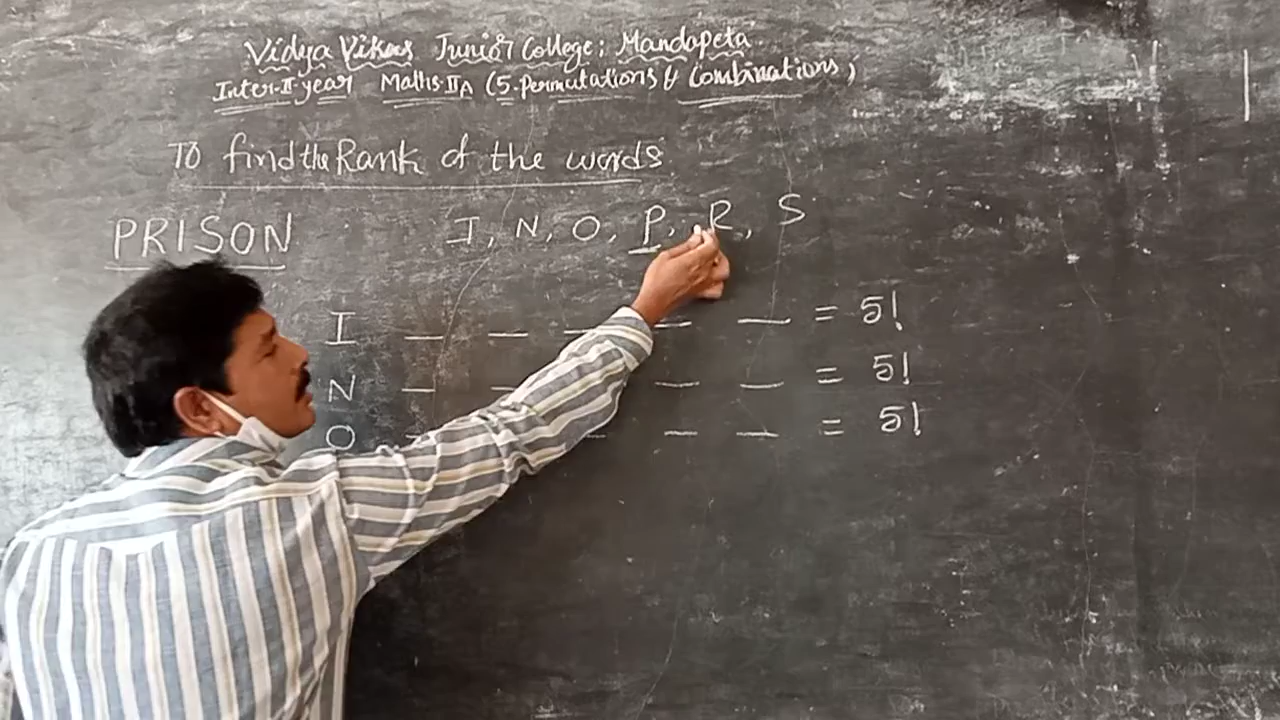 Vidya Vikas Junior College; Mandapeta
Inter-II-year Maths-IIA (5. Permutations & Combinations)
To find the Rank of the words
PRISON I, N, O, P, R, S
I _ _ _ _ _ = 5!
N _ _ _ _ = 5!
O _ _ _ _ = 5!